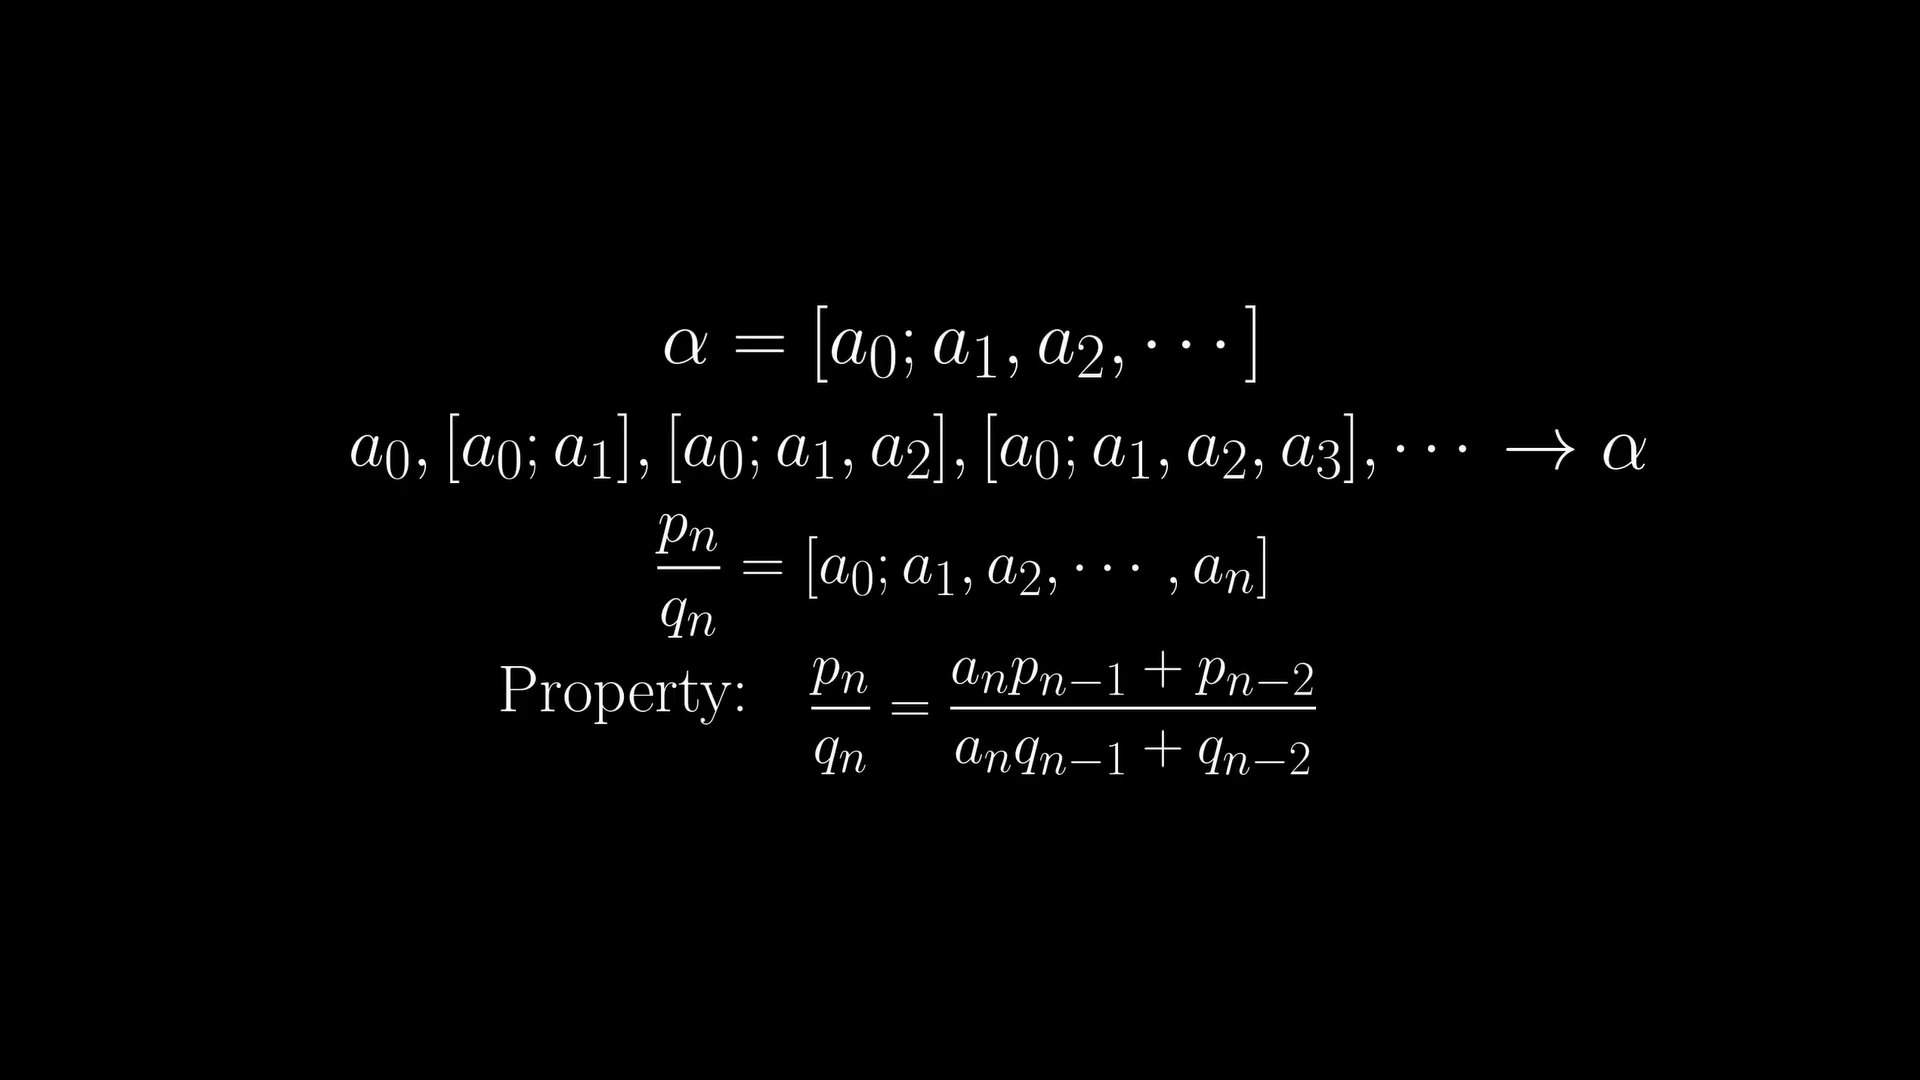 α = [a₀; a₁, a₂, ⋯ ]
a₀, [a₀; a₁], [a₀; a₁, a₂], [a₀; a₁, a₂, a₃], ⋯ → α
pₙ/qₙ = [a₀; a₁, a₂, ⋯ , aₙ]
Property: pₙ/qₙ = (aₙpₙ₋₁ + pₙ₋₂)/(aₙqₙ₋₁ + qₙ₋₂)